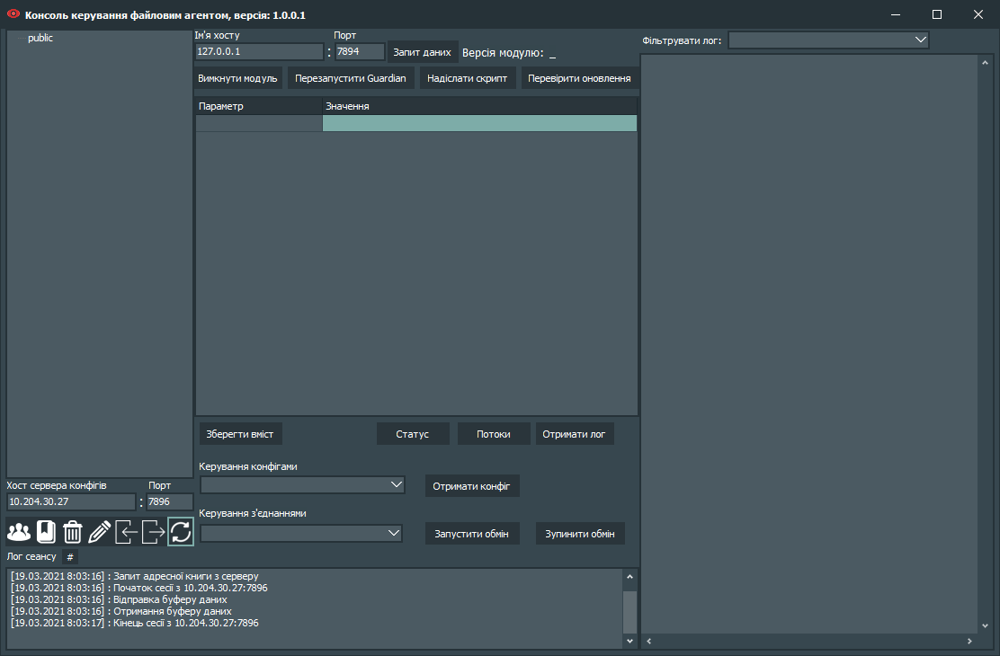 Консоль керування файловим агентом, версія: 1.0.0.1
public
Ім'я хосту
Порт
127.0.0.1
:
7894
Запит даних
Версія модулю: _
Вимкнути модуль
Перезапустити Guardian
Надіслати скрипт
Перевірити оновлення
Параметр
Значення
Зберегти вміст
Статус
Потоки
Отримати лог
Керування конфігами
Отримати конфіг
Керування з'єднаннями
Запустити обмін
Зупинити обмін
Хост сервера конфігів
Порт
10.204.30.27
:
7896
Лог сеансу
#
[19.03.2021 8:03:16] : Запит адресної книги з серверу
[19.03.2021 8:03:16] : Початок сесії з 10.204.30.27:7896
[19.03.2021 8:03:16] : Відправка буферу даних
[19.03.2021 8:03:16] : Отримання буферу даних
[19.03.2021 8:03:17] : Кінець сесії з 10.204.30.27:7896
Фільтрувати лог: